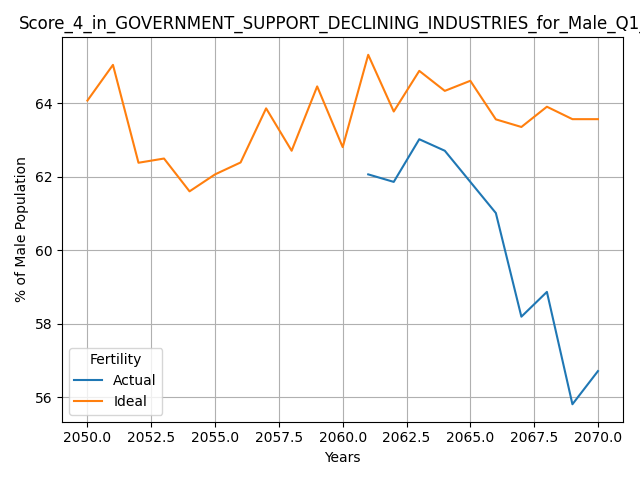 Score_4_in_GOVERNMENT_SUPPORT_DECLINING_INDUSTRIES_for_Male_Q1_
% of Male Population
64
62
60
58
56
Fertility
Actual
Ideal
2050.0 2052.5 2055.0 2057.5 2060.0 2062.5 2065.0 2067.5 2070.0
Years